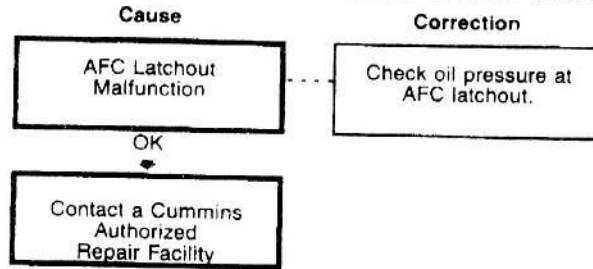 Cause
Correction
AFC Latchout
Malfunction
Check oil pressure at
AFC latchout.
OK
Contact a Cummins
Authorized
Repair Facility